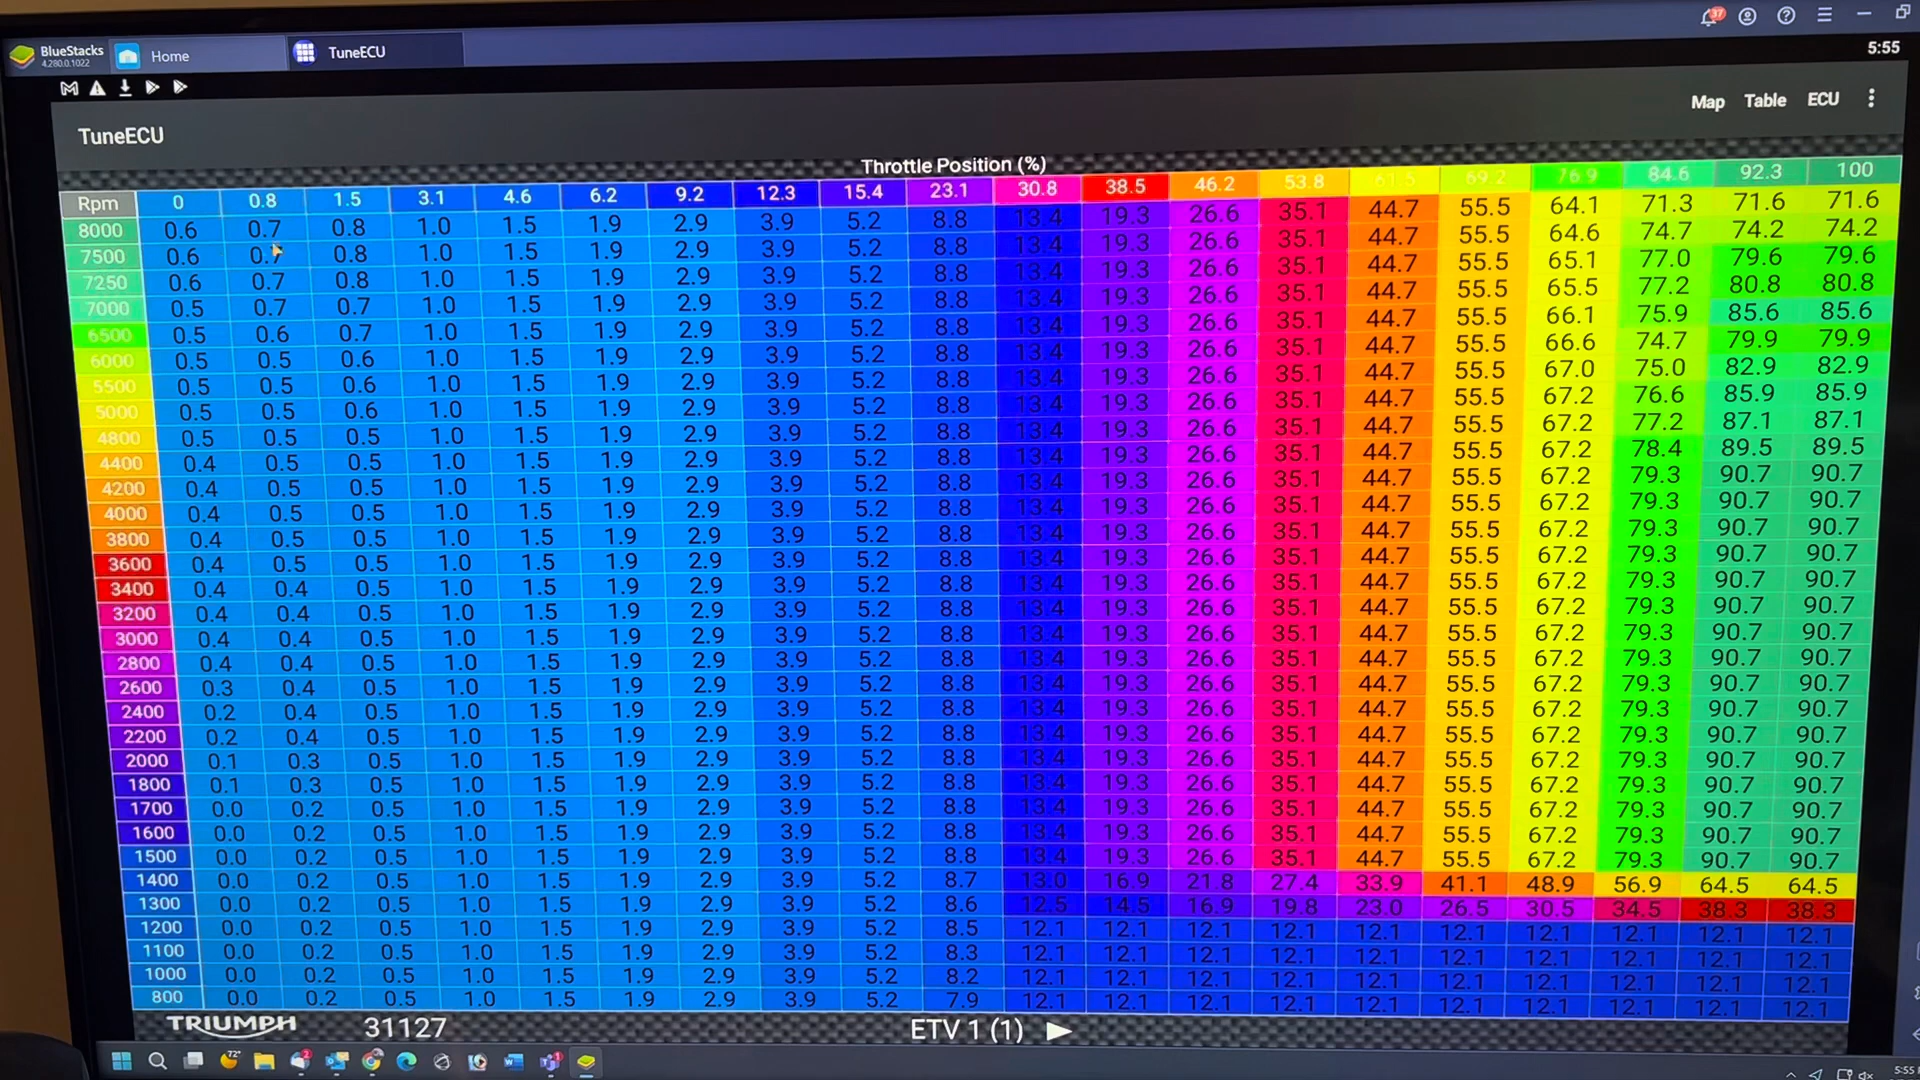 37
5:55
BlueStacks
4.280.0.1022
Home
TuneECU
Map Table ECU
TuneECU
Throttle Position (%)
Rpm 0 0.8 1.5 3.1 4.6 6.2 9.2 12.3 15.4 23.1 30.8 38.5 46.2 53.8 61.5 69.2 76.9 84.6 92.3 100
8000 0.6 0.7 0.8 1.0 1.5 1.9 2.9 3.9 5.2 8.8 13.4 19.3 26.6 35.1 44.7 55.5 64.1 71.3 71.6 71.6
7500 0.6 0.7 0.8 1.0 1.5 1.9 2.9 3.9 5.2 8.8 13.4 19.3 26.6 35.1 44.7 55.5 64.6 74.7 74.2 74.2
7250 0.6 0.7 0.8 1.0 1.5 1.9 2.9 3.9 5.2 8.8 13.4 19.3 26.6 35.1 44.7 55.5 65.1 77.0 79.6 79.6
7000 0.5 0.7 0.7 1.0 1.5 1.9 2.9 3.9 5.2 8.8 13.4 19.3 26.6 35.1 44.7 55.5 65.5 77.2 80.8 80.8
6500 0.5 0.6 0.7 1.0 1.5 1.9 2.9 3.9 5.2 8.8 13.4 19.3 26.6 35.1 44.7 55.5 66.1 75.9 85.6 85.6
6000 0.5 0.5 0.6 1.0 1.5 1.9 2.9 3.9 5.2 8.8 13.4 19.3 26.6 35.1 44.7 55.5 66.6 74.7 79.9 79.9
5500 0.5 0.5 0.6 1.0 1.5 1.9 2.9 3.9 5.2 8.8 13.4 19.3 26.6 35.1 44.7 55.5 67.0 75.0 82.9 82.9
5000 0.5 0.5 0.6 1.0 1.5 1.9 2.9 3.9 5.2 8.8 13.4 19.3 26.6 35.1 44.7 55.5 67.2 76.6 85.9 85.9
4800 0.5 0.5 0.5 1.0 1.5 1.9 2.9 3.9 5.2 8.8 13.4 19.3 26.6 35.1 44.7 55.5 67.2 77.2 87.1 87.1
4400 0.4 0.5 0.5 1.0 1.5 1.9 2.9 3.9 5.2 8.8 13.4 19.3 26.6 35.1 44.7 55.5 67.2 78.4 89.5 89.5
4200 0.4 0.5 0.5 1.0 1.5 1.9 2.9 3.9 5.2 8.8 13.4 19.3 26.6 35.1 44.7 55.5 67.2 79.3 90.7 90.7
4000 0.4 0.5 0.5 1.0 1.5 1.9 2.9 3.9 5.2 8.8 13.4 19.3 26.6 35.1 44.7 55.5 67.2 79.3 90.7 90.7
3800 0.4 0.5 0.5 1.0 1.5 1.9 2.9 3.9 5.2 8.8 13.4 19.3 26.6 35.1 44.7 55.5 67.2 79.3 90.7 90.7
3600 0.4 0.5 0.5 1.0 1.5 1.9 2.9 3.9 5.2 8.8 13.4 19.3 26.6 35.1 44.7 55.5 67.2 79.3 90.7 90.7
3400 0.4 0.4 0.5 1.0 1.5 1.9 2.9 3.9 5.2 8.8 13.4 19.3 26.6 35.1 44.7 55.5 67.2 79.3 90.7 90.7
3200 0.4 0.4 0.5 1.0 1.5 1.9 2.9 3.9 5.2 8.8 13.4 19.3 26.6 35.1 44.7 55.5 67.2 79.3 90.7 90.7
3000 0.4 0.4 0.5 1.0 1.5 1.9 2.9 3.9 5.2 8.8 13.4 19.3 26.6 35.1 44.7 55.5 67.2 79.3 90.7 90.7
2800 0.4 0.4 0.5 1.0 1.5 1.9 2.9 3.9 5.2 8.8 13.4 19.3 26.6 35.1 44.7 55.5 67.2 79.3 90.7 90.7
2600 0.3 0.4 0.5 1.0 1.5 1.9 2.9 3.9 5.2 8.8 13.4 19.3 26.6 35.1 44.7 55.5 67.2 79.3 90.7 90.7
2400 0.2 0.4 0.5 1.0 1.5 1.9 2.9 3.9 5.2 8.8 13.4 19.3 26.6 35.1 44.7 55.5 67.2 79.3 90.7 90.7
2200 0.2 0.4 0.5 1.0 1.5 1.9 2.9 3.9 5.2 8.8 13.4 19.3 26.6 35.1 44.7 55.5 67.2 79.3 90.7 90.7
2000 0.1 0.3 0.5 1.0 1.5 1.9 2.9 3.9 5.2 8.8 13.4 19.3 26.6 35.1 44.7 55.5 67.2 79.3 90.7 90.7
1800 0.1 0.3 0.5 1.0 1.5 1.9 2.9 3.9 5.2 8.8 13.4 19.3 26.6 35.1 44.7 55.5 67.2 79.3 90.7 90.7
1700 0.0 0.2 0.5 1.0 1.5 1.9 2.9 3.9 5.2 8.8 13.4 19.3 26.6 35.1 44.7 55.5 67.2 79.3 90.7 90.7
1600 0.0 0.2 0.5 1.0 1.5 1.9 2.9 3.9 5.2 8.8 13.4 19.3 26.6 35.1 44.7 55.5 67.2 79.3 90.7 90.7
1500 0.0 0.2 0.5 1.0 1.5 1.9 2.9 3.9 5.2 8.8 13.4 19.3 26.6 35.1 44.7 55.5 67.2 79.3 90.7 90.7
1400 0.0 0.2 0.5 1.0 1.5 1.9 2.9 3.9 5.2 8.7 13.0 16.9 21.8 27.4 33.9 41.1 48.9 56.9 64.5 64.5
1300 0.0 0.2 0.5 1.0 1.5 1.9 2.9 3.9 5.2 8.6 12.5 14.5 16.9 19.8 23.0 26.5 30.5 34.5 38.3 38.3
1200 0.0 0.2 0.5 1.0 1.5 1.9 2.9 3.9 5.2 8.5 12.1 12.1 12.1 12.1 12.1 12.1 12.1 12.1 12.1 12.1
1100 0.0 0.2 0.5 1.0 1.5 1.9 2.9 3.9 5.2 8.3 12.1 12.1 12.1 12.1 12.1 12.1 12.1 12.1 12.1 12.1
1000 0.0 0.2 0.5 1.0 1.5 1.9 2.9 3.9 5.2 8.2 12.1 12.1 12.1 12.1 12.1 12.1 12.1 12.1 12.1 12.1
800 0.0 0.2 0.5 1.0 1.5 1.9 2.9 3.9 5.2 7.9 12.1 12.1 12.1 12.1 12.1 12.1 12.1 12.1 12.1 12.1
TRIUMPH 31127 ETV 1 (1)
72°
5:55